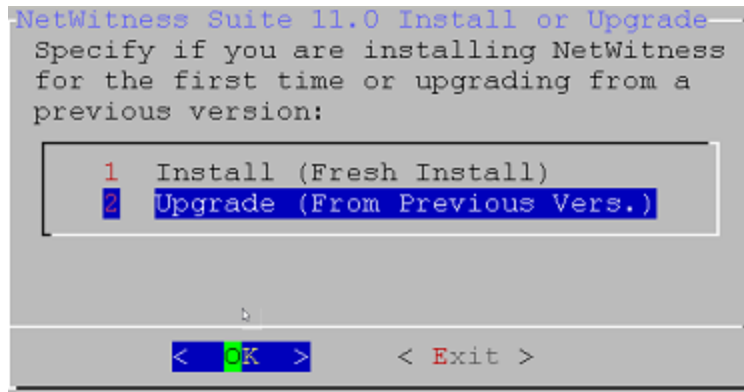 NetWitness Suite 11.0 Install or Upgrade
Specify if you are installing NetWitness
for the first time or upgrading from a
previous version:
1 Install (Fresh Install)
2 Upgrade (From Previous Vers.)
< OK > < Exit >